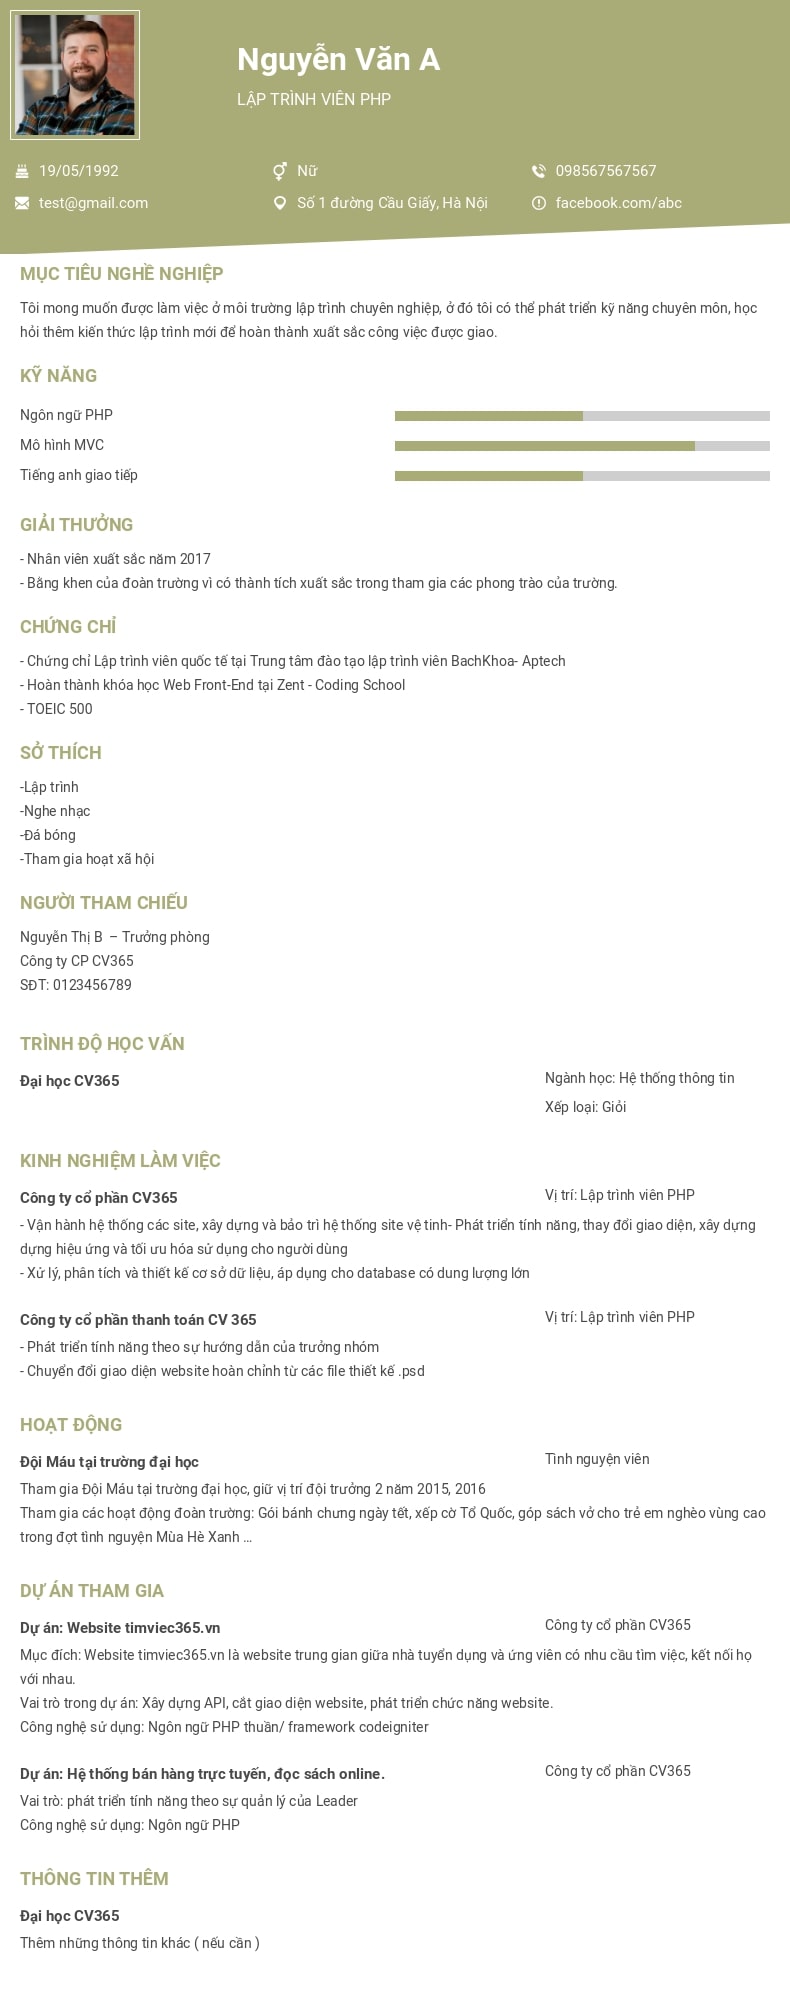 Nguyễn Văn A
LẬP TRÌNH VIÊN PHP
19/05/1992
Nữ
098567567567
test@gmail.com
Số 1 đường Cầu Giấy, Hà Nội
facebook.com/abc
MỤC TIÊU NGHỀ NGHIỆP
Tôi mong muốn được làm việc ở môi trường lập trình chuyên nghiệp, ở đó tôi có thể phát triển kỹ năng chuyên môn, học
hỏi thêm kiến thức lập trình mới để hoàn thành xuất sắc công việc được giao.
KỸ NĂNG
Ngôn ngữ PHP
Mô hình MVC
Tiếng anh giao tiếp
GIẢI THƯỞNG
- Nhân viên xuất sắc năm 2017
- Bằng khen của đoàn trường vì có thành tích xuất sắc trong tham gia các phong trào của trường.
CHỨNG CHỈ
- Chứng chỉ Lập trình viên quốc tế tại Trung tâm đào tạo lập trình viên BachKhoa- Aptech
- Hoàn thành khóa học Web Front-End tại Zent - Coding School
- TOEIC 500
SỞ THÍCH
-Lập trình
-Nghe nhạc
-Đá bóng
-Tham gia hoạt xã hội
NGƯỜI THAM CHIẾU
Nguyễn Thị B – Trưởng phòng
Công ty CP CV365
SĐT: 0123456789
TRÌNH ĐỘ HỌC VẤN
Đại học CV365
Ngành học: Hệ thống thông tin
Xếp loại: Giỏi
KINH NGHIỆM LÀM VIỆC
Công ty cổ phần CV365
Vị trí: Lập trình viên PHP
- Vận hành hệ thống các site, xây dựng và bảo trì hệ thống site vệ tinh- Phát triển tính năng, thay đổi giao diện, xây dựng
dựng hiệu ứng và tối ưu hóa sử dụng cho người dùng
- Xử lý, phân tích và thiết kế cơ sở dữ liệu, áp dụng cho database có dung lượng lớn
Công ty cổ phần thanh toán CV 365
Vị trí: Lập trình viên PHP
- Phát triển tính năng theo sự hướng dẫn của trưởng nhóm
- Chuyển đổi giao diện website hoàn chỉnh từ các file thiết kế .psd
HOẠT ĐỘNG
Đội Máu tại trường đại học
Tình nguyện viên
Tham gia Đội Máu tại trường đại học, giữ vị trí đội trưởng 2 năm 2015, 2016
Tham gia các hoạt động đoàn trường: Gói bánh chưng ngày tết, xếp cờ Tổ Quốc, góp sách vở cho trẻ em nghèo vùng cao
trong đợt tình nguyện Mùa Hè Xanh ...
DỰ ÁN THAM GIA
Dự án: Website timviec365.vn
Công ty cổ phần CV365
Mục đích: Website timviec365.vn là website trung gian giữa nhà tuyển dụng và ứng viên có nhu cầu tìm việc, kết nối họ
với nhau.
Vai trò trong dự án: Xây dựng API, cắt giao diện website, phát triển chức năng website.
Công nghệ sử dụng: Ngôn ngữ PHP thuần/ framework codeigniter
Dự án: Hệ thống bán hàng trực tuyến, đọc sách online.
Công ty cổ phần CV365
Vai trò: phát triển tính năng theo sự quản lý của Leader
Công nghệ sử dụng: Ngôn ngữ PHP
THÔNG TIN THÊM
Đại học CV365
Thêm những thông tin khác ( nếu cần )